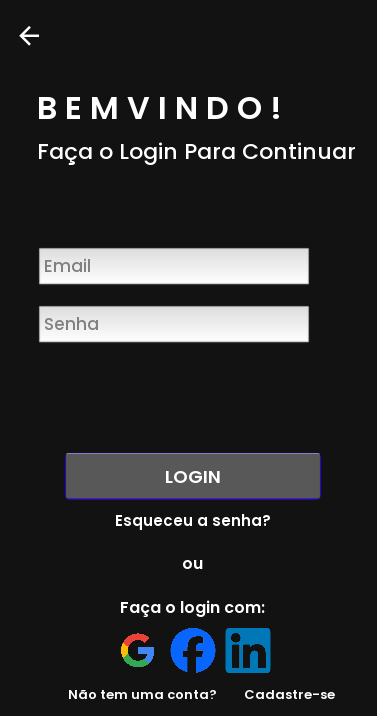 BEMVINDO!
Faça o Login Para Continuar
Email
Senha
LOGIN
Esqueceu a senha?
ou
Faça o login com:
Não tem uma conta? Cadastre-se